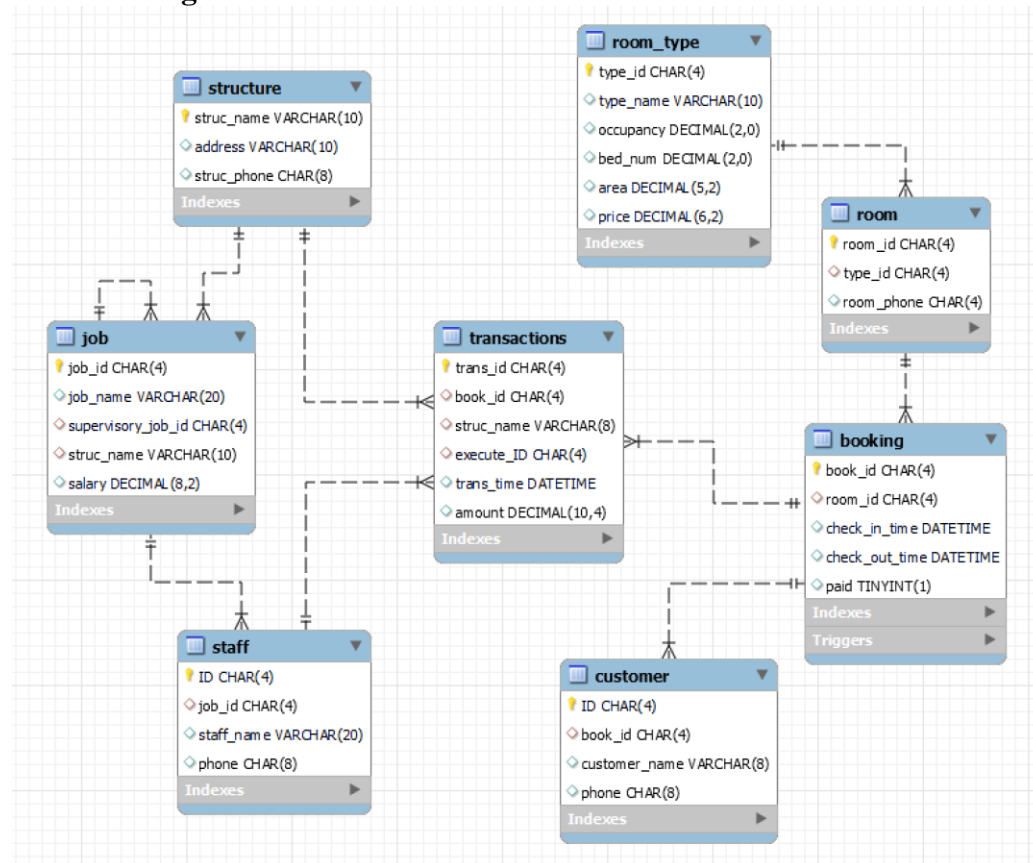 g
room_type
type_id CHAR(4)
type_name VARCHAR(10)
occupancy DECIMAL(2,0)
bed_num DECIMAL(2,0)
area DECIMAL(5,2)
price DECIMAL(6,2)
Indexes
structure
struc_name VARCHAR(10)
address VARCHAR(10)
struc_phone CHAR(8)
Indexes
room
room_id CHAR(4)
type_id CHAR(4)
room_phone CHAR(4)
Indexes
job
job_id CHAR(4)
job_name VARCHAR(20)
supervisory_job_id CHAR(4)
struc_name VARCHAR(10)
salary DECIMAL(8,2)
Indexes
transactions
trans_id CHAR(4)
book_id CHAR(4)
struc_name VARCHAR(8)
execute_ID CHAR(4)
trans_time DATETIME
amount DECIMAL(10,4)
Indexes
booking
book_id CHAR(4)
room_id CHAR(4)
check_in_time DATETIME
check_out_time DATETIME
paid TINYINT(1)
Indexes
Triggers
staff
ID CHAR(4)
job_id CHAR(4)
staff_name VARCHAR(20)
phone CHAR(8)
Indexes
customer
ID CHAR(4)
book_id CHAR(4)
customer_name VARCHAR(8)
phone CHAR(8)
Indexes